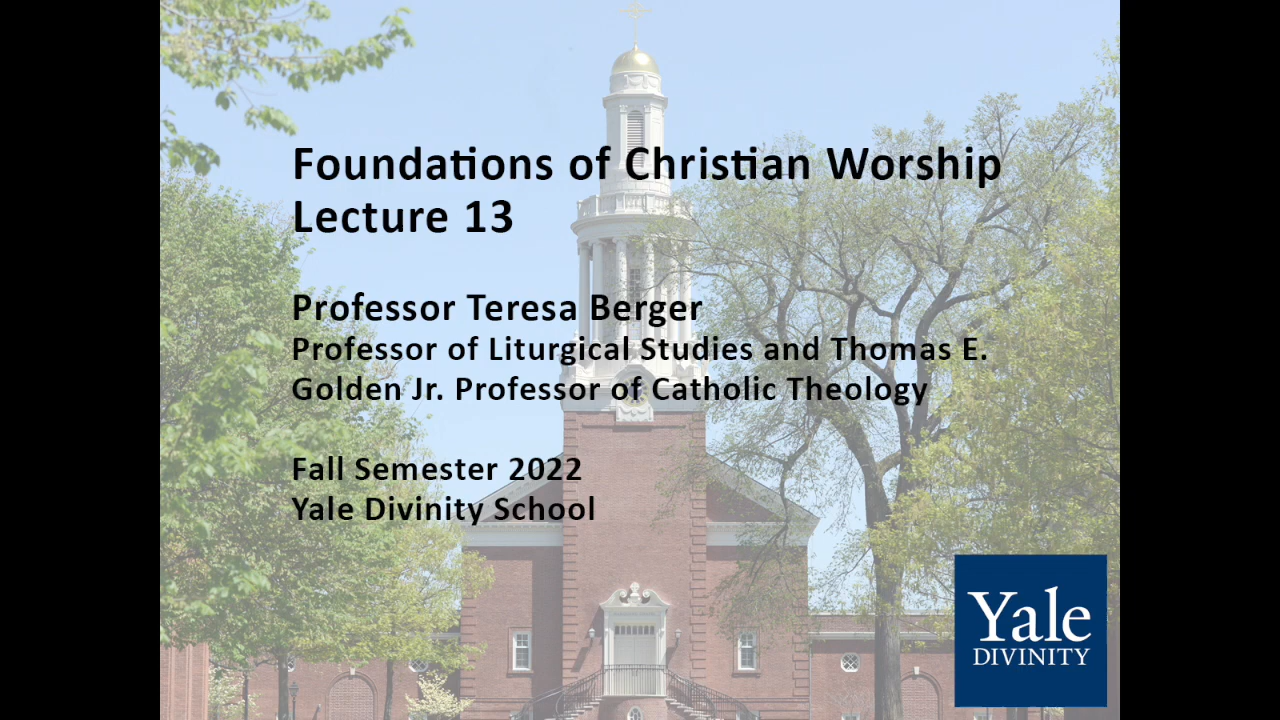 Foundations of Christian Worship
Lecture 13
Professor Teresa Berger
Professor of Liturgical Studies and Thomas E.
Golden Jr. Professor of Catholic Theology
Fall Semester 2022
Yale Divinity School
Yale
DIVINITY